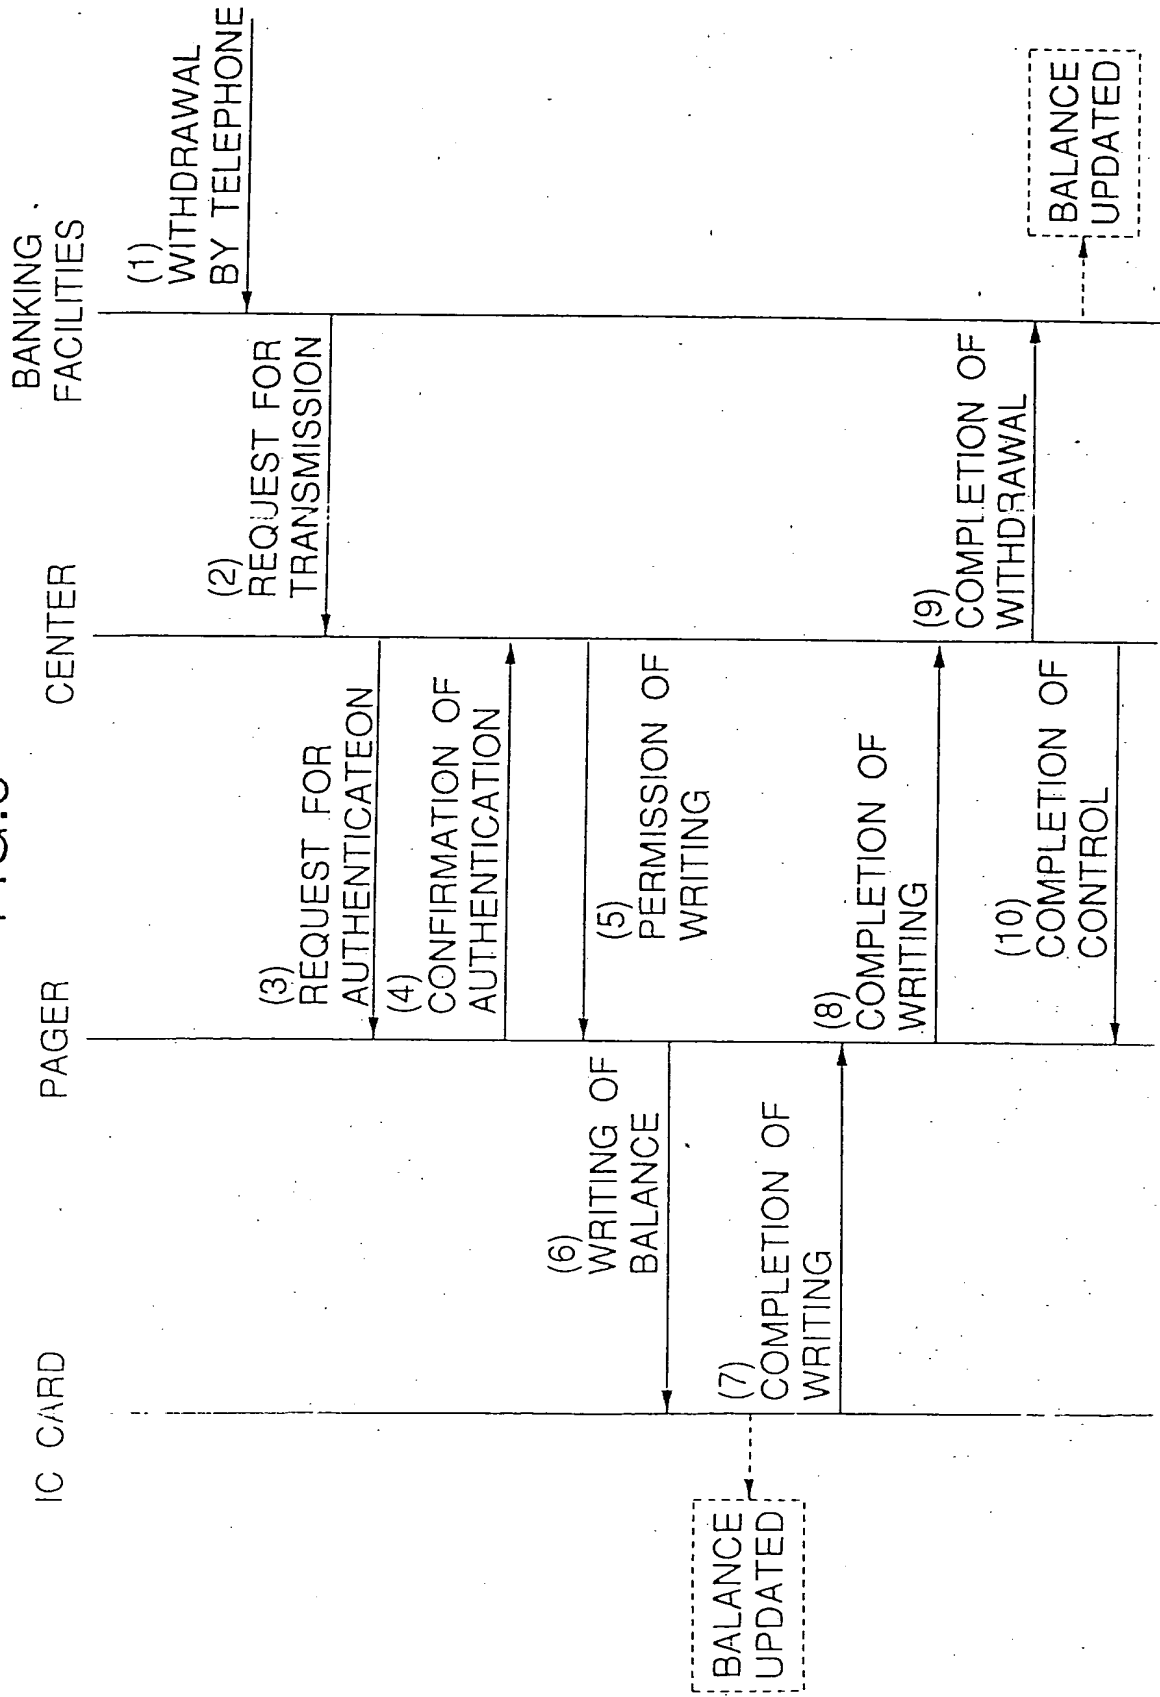 IC CARD
PAGER
CENTER
BANKING
FACILITIES
(1)
WITHDRAWAL
BY TELEPHONE
(2)
REQUEST FOR
TRANSMISSION
(3)
REQUEST FOR
AUTHENTICATEON
(4)
CONFIRMATION OF
AUTHENTICATION
(5)
PERMISSION OF
WRITING
(6)
WRITING OF
BALANCE
(7)
COMPLETION OF
WRITING
BALANCE
UPDATED
(8)
COMPLETION OF
WRITING
(9)
COMPLETION OF
WITHDRAWAL
(10)
COMPLETION OF
CONTROL
BALANCE
UPDATED